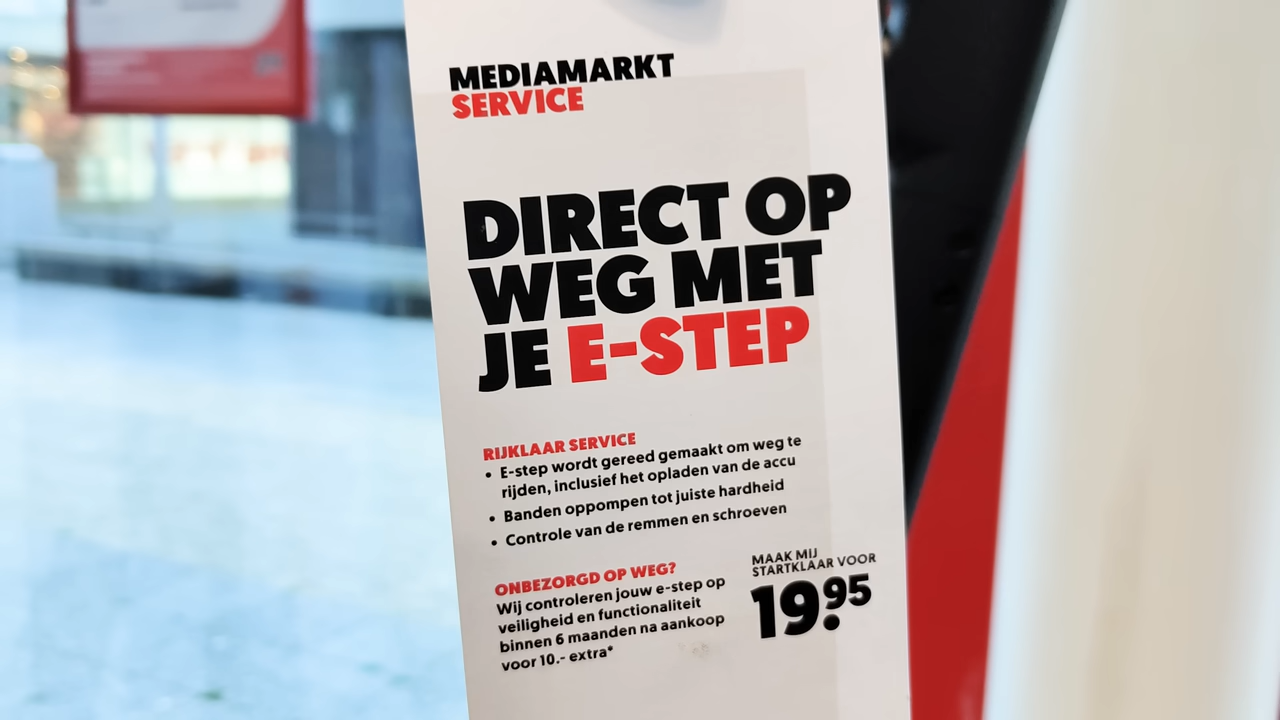 MEDIAMARKT
SERVICE
DIRECT OP
WEG MET
JE E-STEP
RIJKLAAR SERVICE
• E-step wordt gereed gemaakt om weg te
rijden, inclusief het opladen van de accu
• Banden oppompen tot juiste hardheid
• Controle van de remmen en schroeven
ONBEZORGD OP WEG?
Wij controleren jouw e-step op
veiligheid en functionaliteit
binnen 6 maanden na aankoop
voor 10.- extra*
MAAK MIJ
STARTKLAAR VOOR
19.95